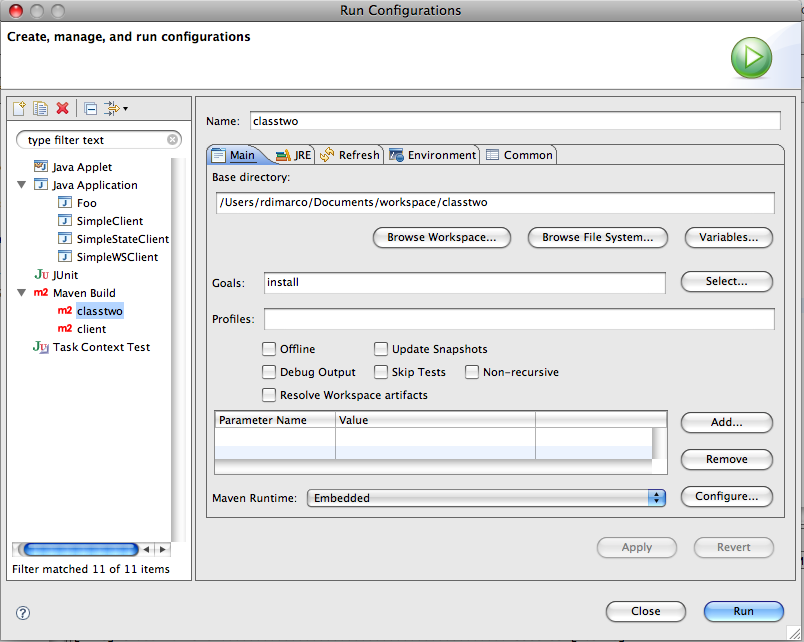 Run Configurations
Create, manage, and run configurations
type filter text
Java Applet
Java Application
Foo
SimpleClient
SimpleStateClient
SimpleWSClient
Ju JUnit
Maven Build
m2 classtwo
m2 client
Ju Task Context Test
Filter matched 11 of 11 items
Name: classtwo
Main JRE Refresh Environment Common
Base directory:
/Users/rdimarco/Documents/workspace/classtwo
Browse Workspace... Browse File System... Variables...
Goals: install Select...
Profiles:
Offline Update Snapshots
Debug Output Skip Tests Non-recursive
Resolve Workspace artifacts
Parameter Name Value Add...
Remove
Maven Runtime: Embedded Configure...
Apply Revert
? Close Run